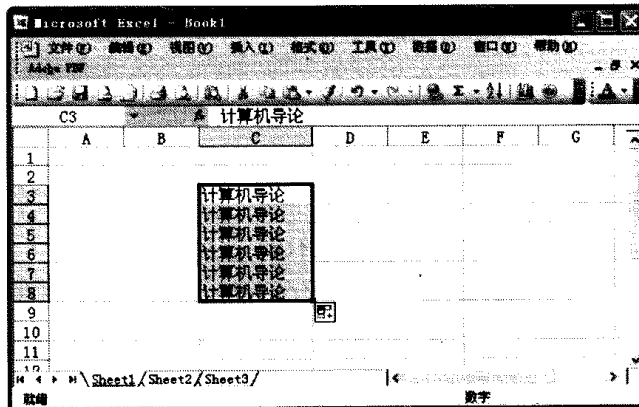 Microsoft Excel - Book1
文件(F) 编辑(E) 视图(V) 插入(I) 格式(O) 工具(T) 数据(D) 窗口(W) 帮助(H)
Adobe PDF
C3 计算机导论
A B C D E F G
1
2
3 计算机导论
4 计算机导论
5 计算机导论
6 计算机导论
7 计算机导论
8 计算机导论
9
10
11
12
Sheet1 / Sheet2 / Sheet3 /
就绪 数字